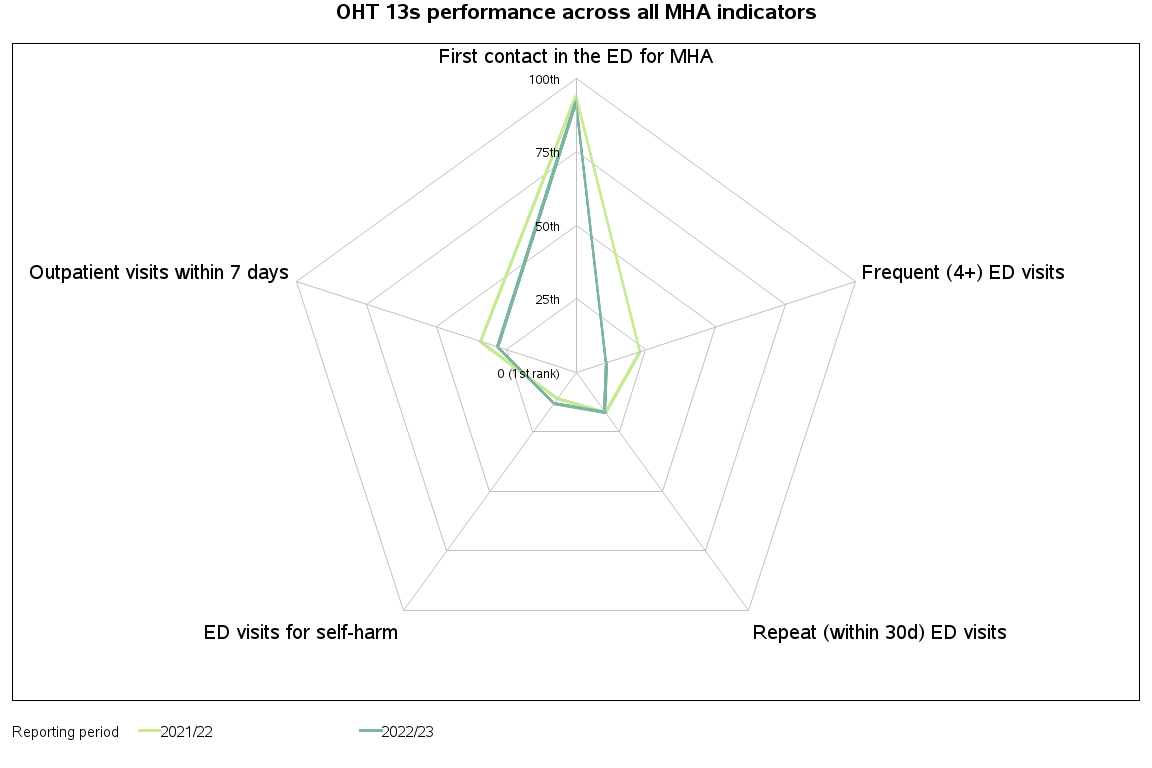 OHT 13s performance across all MHA indicators
First contact in the ED for MHA
100th
75th
50th
25th
0 (1st rank)
Outpatient visits within 7 days
Frequent (4+) ED visits
ED visits for self-harm
Repeat (within 30d) ED visits
Reporting period 2021/22 2022/23